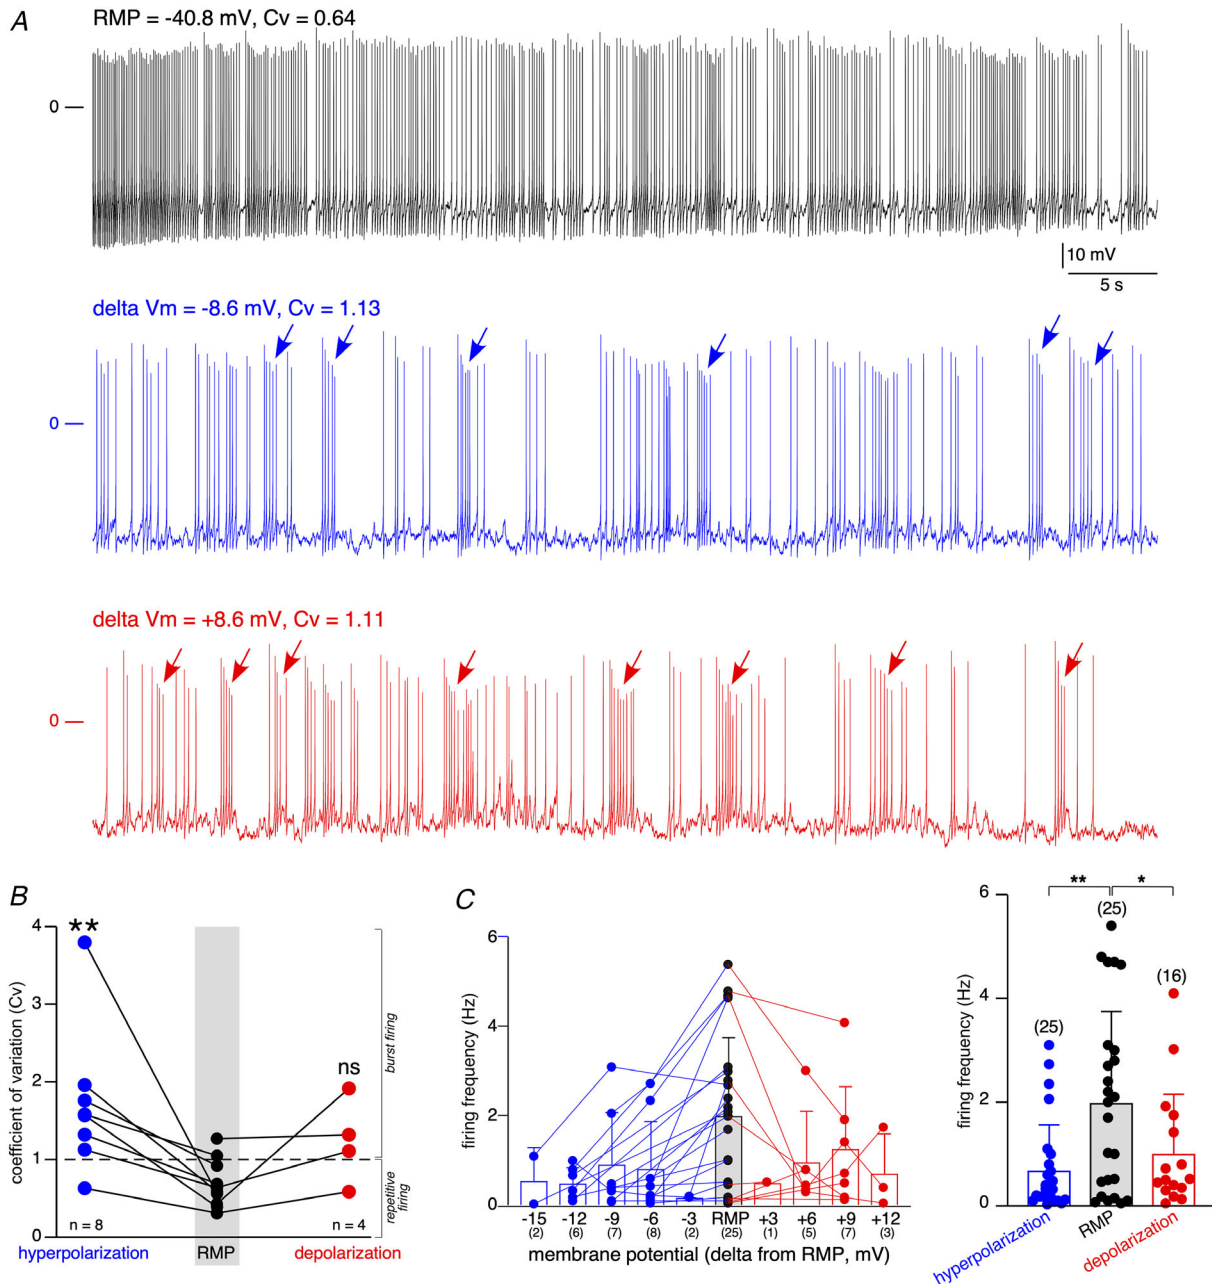 A
RMP = -40.8 mV, Cv = 0.64
0
10 mV
5 s
delta Vm = -8.6 mV, Cv = 1.13
0
delta Vm = +8.6 mV, Cv = 1.11
0
B
coefficient of variation (Cv)
4
3
2
1
0
**
ns
burst firing
repetitive
firing
n = 8
n = 4
hyperpolarization
RMP
depolarization
C
firing frequency (Hz)
6
4
2
0
-15 -12 -9 -6 -3 RMP +3 +6 +9 +12
(2) (6) (7) (8) (2) (25) (1) (5) (7) (3)
membrane potential (delta from RMP, mV)
firing frequency (Hz)
6
4
2
0
** *
(25)
(25)
(16)
hyperpolarization
RMP
depolarization